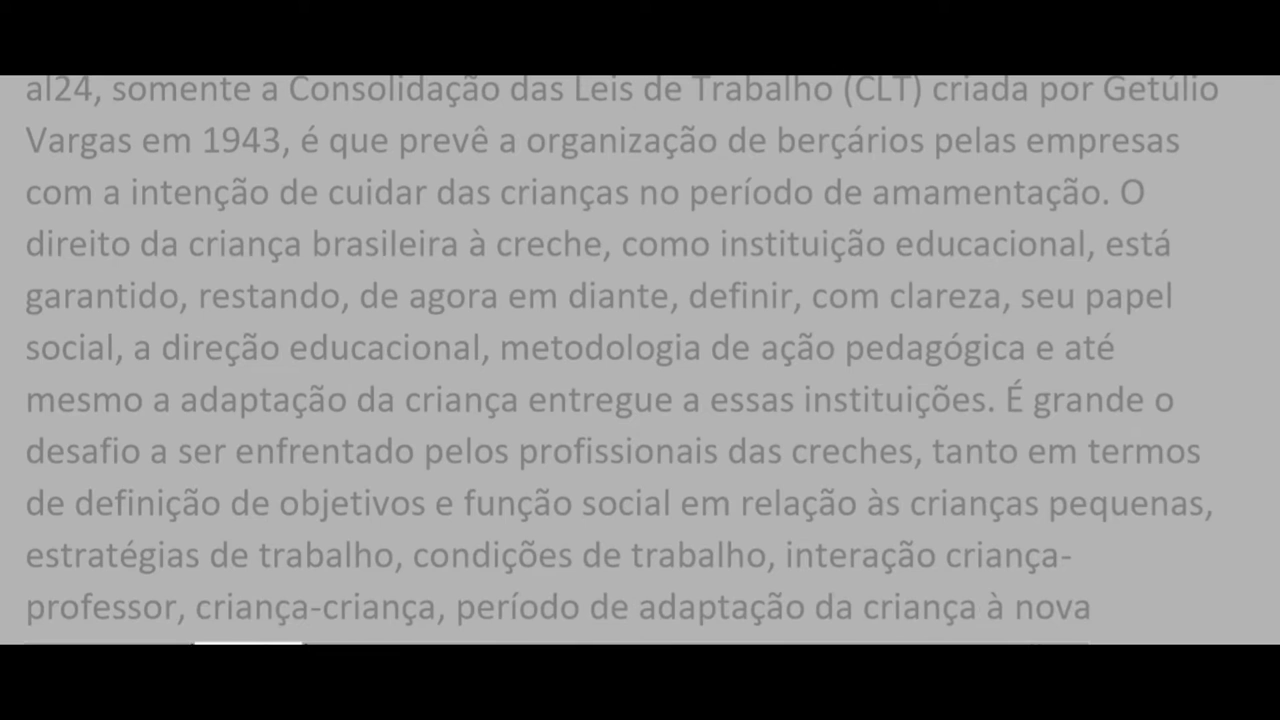 al24, somente a Consolidação das Leis de Trabalho (CLT) criada por Getúlio
Vargas em 1943, é que prevê a organização de berçários pelas empresas
com a intenção de cuidar das crianças no período de amamentação. O
direito da criança brasileira à creche, como instituição educacional, está
garantido, restando, de agora em diante, definir, com clareza, seu papel
social, a direção educacional, metodologia de ação pedagógica e até
mesmo a adaptação da criança entregue a essas instituições. É grande o
desafio a ser enfrentado pelos profissionais das creches, tanto em termos
de definição de objetivos e função social em relação às crianças pequenas,
estratégias de trabalho, condições de trabalho, interação criança-
professor, criança-criança, período de adaptação da criança à nova